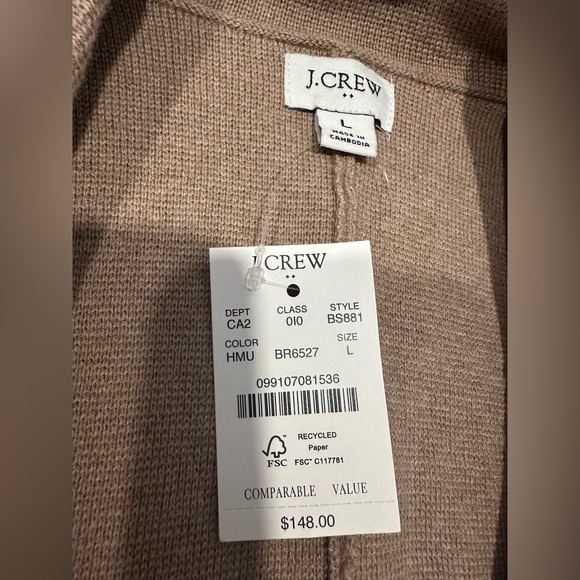 J.CREW
L
MADE IN
CAMBODIA
J.CREW
DEPT CLASS STYLE
CA2 0I0 BS881
COLOR SIZE
HMU BR6527 L
099107081536
RECYCLED
Paper
FSC FSC™ C117781
COMPARABLE VALUE
$148.00